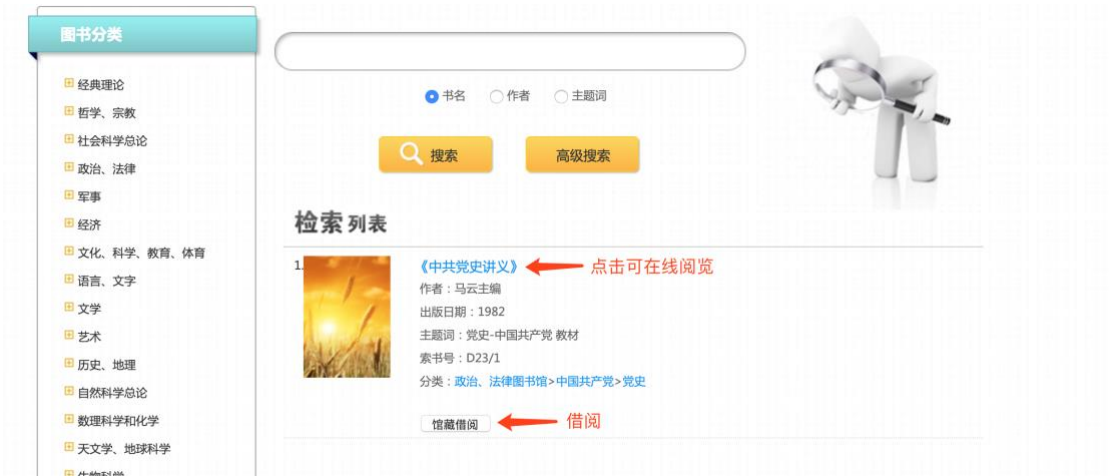 图书分类
经典理论
哲学、宗教
社会科学总论
政治、法律
军事
经济
文化、科学、教育、体育
语言、文字
文学
艺术
历史、地理
自然科学总论
数理科学和化学
天文学、地球科学
生物科学
书名 作者 主题词
搜索 高级搜索
检索列表
1. 《中共党史讲义》 点击可在线阅览
作者：马云主编
出版日期：1982
主题词：党史-中国共产党 教材
索书号：D23/1
分类：政治、法律图书馆>中国共产党>党史
馆藏借阅 借阅